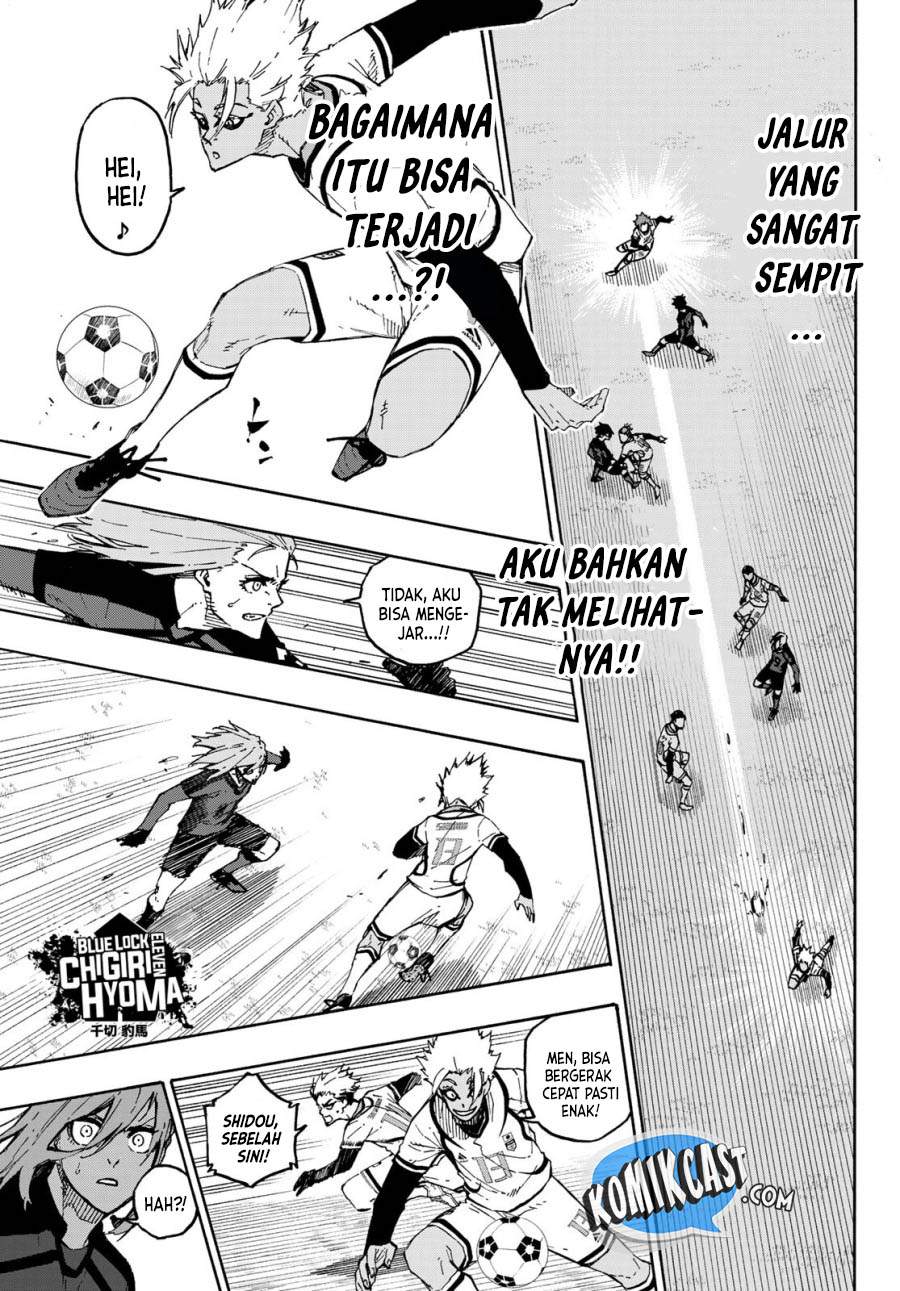 JALUR
YANG
SANGAT
SEMPIT
...
BAGAIMANA
ITU BISA
TERJADI
...?!
AKU BAHKAN
TAK MELIHAT-
NYA!!
HEI,
HEI!
♪
TIDAK, AKU
BISA MENGE-
JAR...!!
13
BLUE LOCK
ELEVEN
CHIGIRI
HYOMA
千切 豹馬
MEN, BISA
BERGERAK
CEPAT PASTI
ENAK!
SHIDOU,
SEBELAH
SINI!
13
HAH?!
KOMIKCAST
.COM